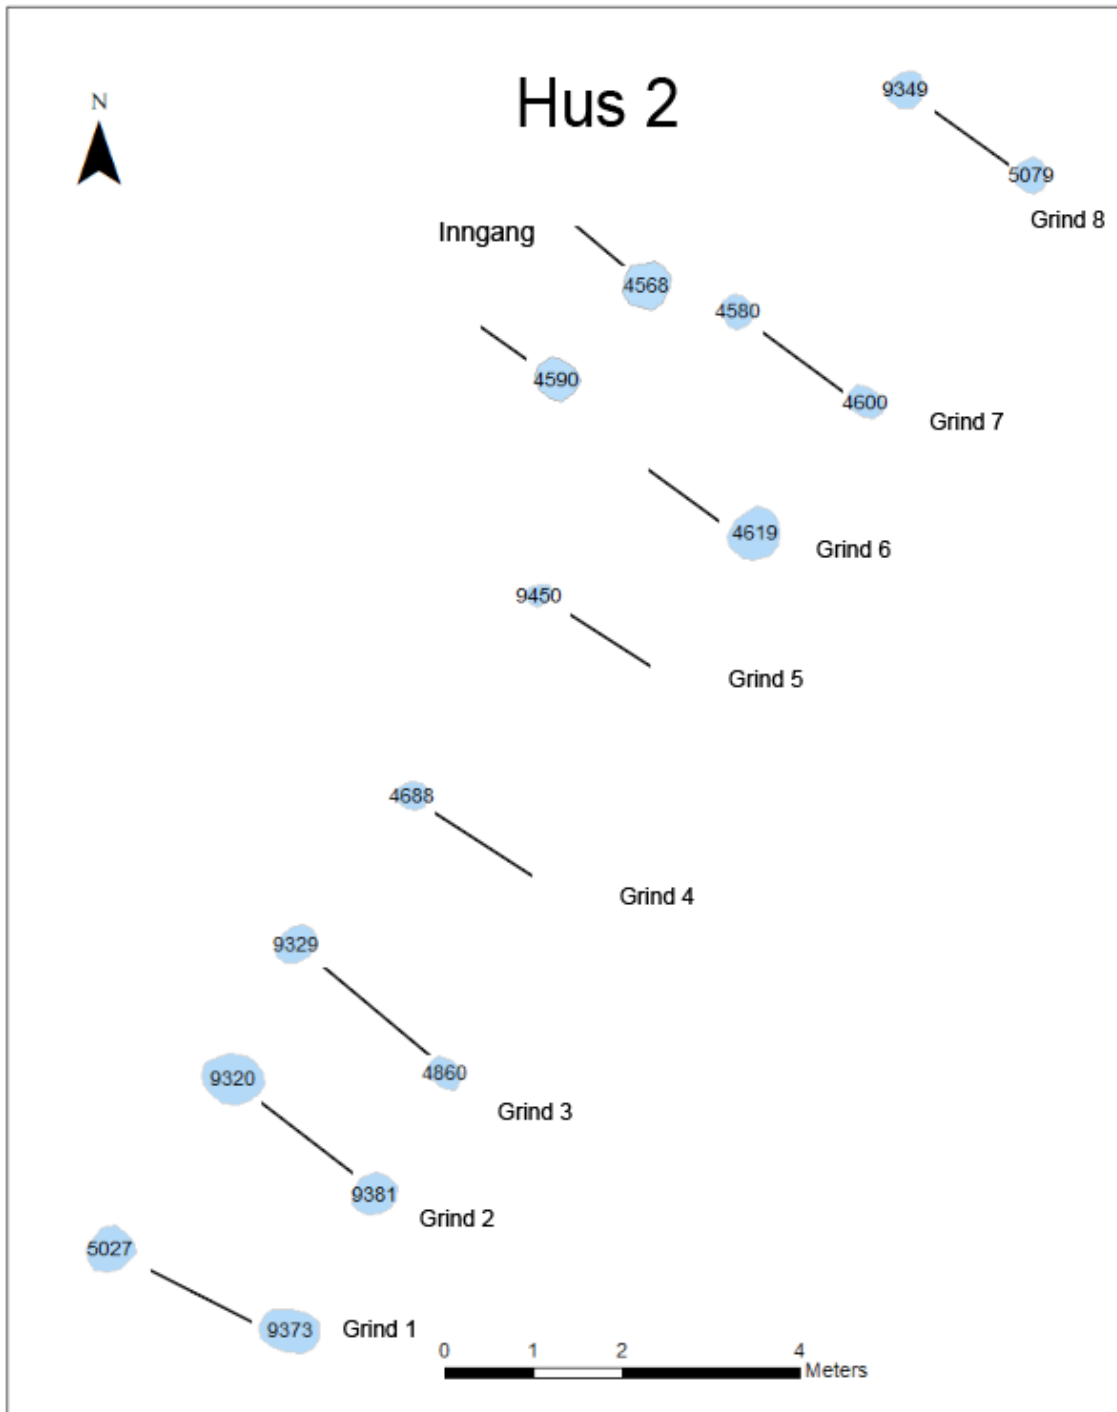 Hus 2
N
9349
5079
Grind 8
Inngang
4568
4580
4590
4600
Grind 7
4619
Grind 6
9450
Grind 5
4688
Grind 4
9329
4860
Grind 3
9320
9381
Grind 2
5027
9373
Grind 1
0 1 2 4
Meters